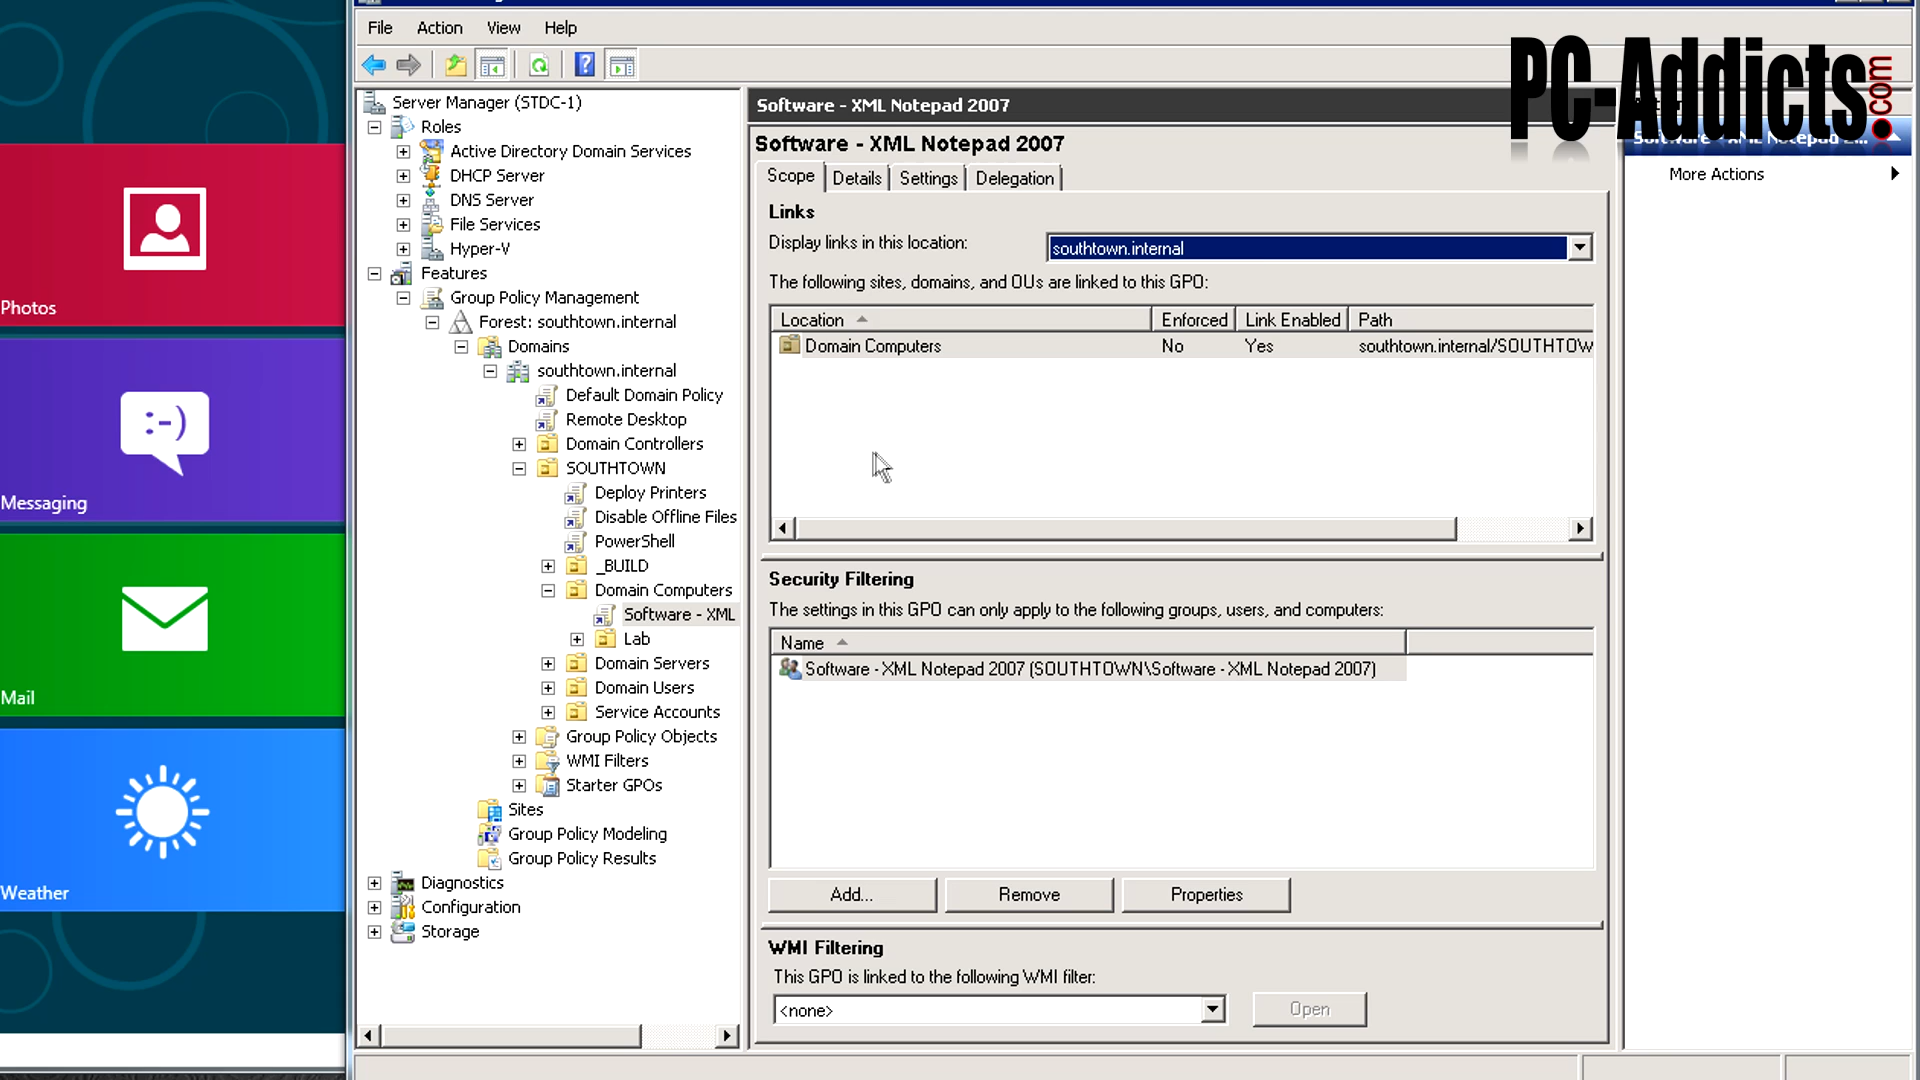 File Action View Help
PC-Addicts.com
Photos
:-)
Messaging
Mail
Weather
Server Manager (STDC-1)
Roles
Active Directory Domain Services
DHCP Server
DNS Server
File Services
Hyper-V
Features
Group Policy Management
Forest: southtown.internal
Domains
southtown.internal
Default Domain Policy
Remote Desktop
Domain Controllers
SOUTHTOWN
Deploy Printers
Disable Offline Files
PowerShell
_BUILD
Domain Computers
Software - XML
Lab
Domain Servers
Domain Users
Service Accounts
Group Policy Objects
WMI Filters
Starter GPOs
Sites
Group Policy Modeling
Group Policy Results
Diagnostics
Configuration
Storage
Software - XML Notepad 2007
Software - XML Notepad 2007
Scope Details Settings Delegation
Links
Display links in this location: southtown.internal
The following sites, domains, and OUs are linked to this GPO:
Location Enforced Link Enabled Path
Domain Computers No Yes southtown.internal/SOUTHTOW
Security Filtering
The settings in this GPO can only apply to the following groups, users, and computers:
Name
Software - XML Notepad 2007 (SOUTHTOWN\Software - XML Notepad 2007)
Add... Remove Properties
WMI Filtering
This GPO is linked to the following WMI filter:
<none> Open
Software - XML Notepad 2...
More Actions